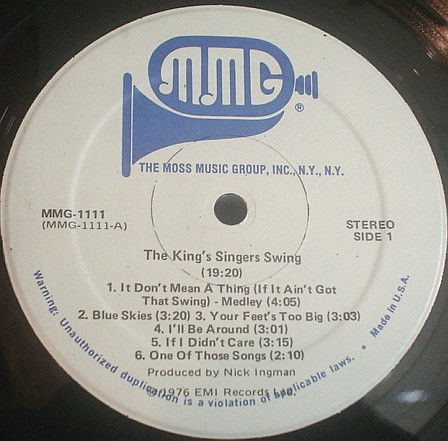 MMG
®
THE MOSS MUSIC GROUP, INC., N.Y., N.Y.
MMG-1111
(MMG-1111-A)
STEREO
SIDE 1
The King's Singers Swing
(19:20)
1. It Don't Mean A Thing (If It Ain't Got
That Swing) - Medley (4:05)
2. Blue Skies (3:20) 3. Your Feet's Too Big (3:03)
4. I'll Be Around (3:01)
5. If I Didn't Care (3:15)
6. One Of Those Songs (2:10)
Produced by Nick Ingman
℗ 1976 EMI Records Ltd.
Warning: Unauthorized duplication is a violation of applicable laws. • Made in U.S.A.